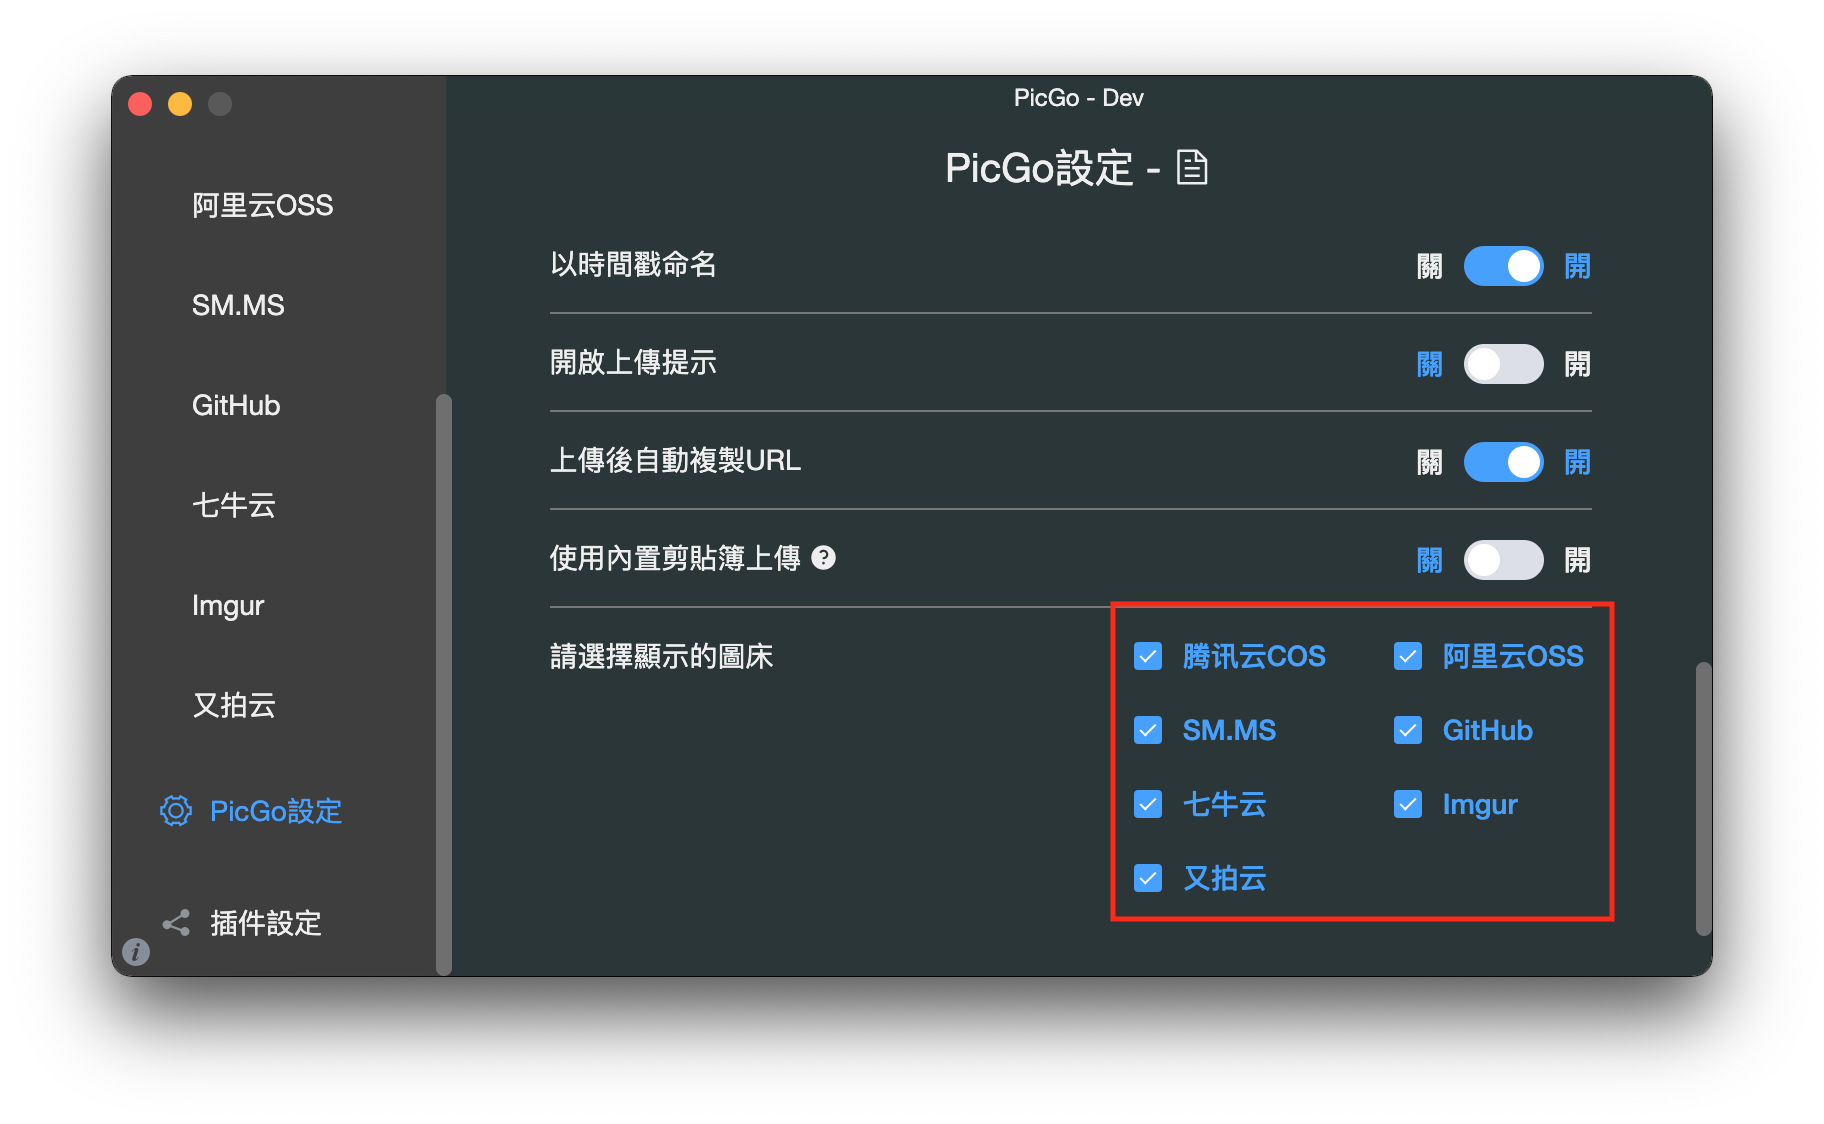 PicGo - Dev
PicGo設定 -
阿里云OSS
SM.MS
GitHub
七牛云
Imgur
又拍云
PicGo設定
插件設定
以時間戳命名 關 開
開啟上傳提示 關 開
上傳後自動複製URL 關 開
使用內置剪貼簿上傳 關 開
請選擇顯示的圖床
腾讯云COS 阿里云OSS
SM.MS GitHub
七牛云 Imgur
又拍云